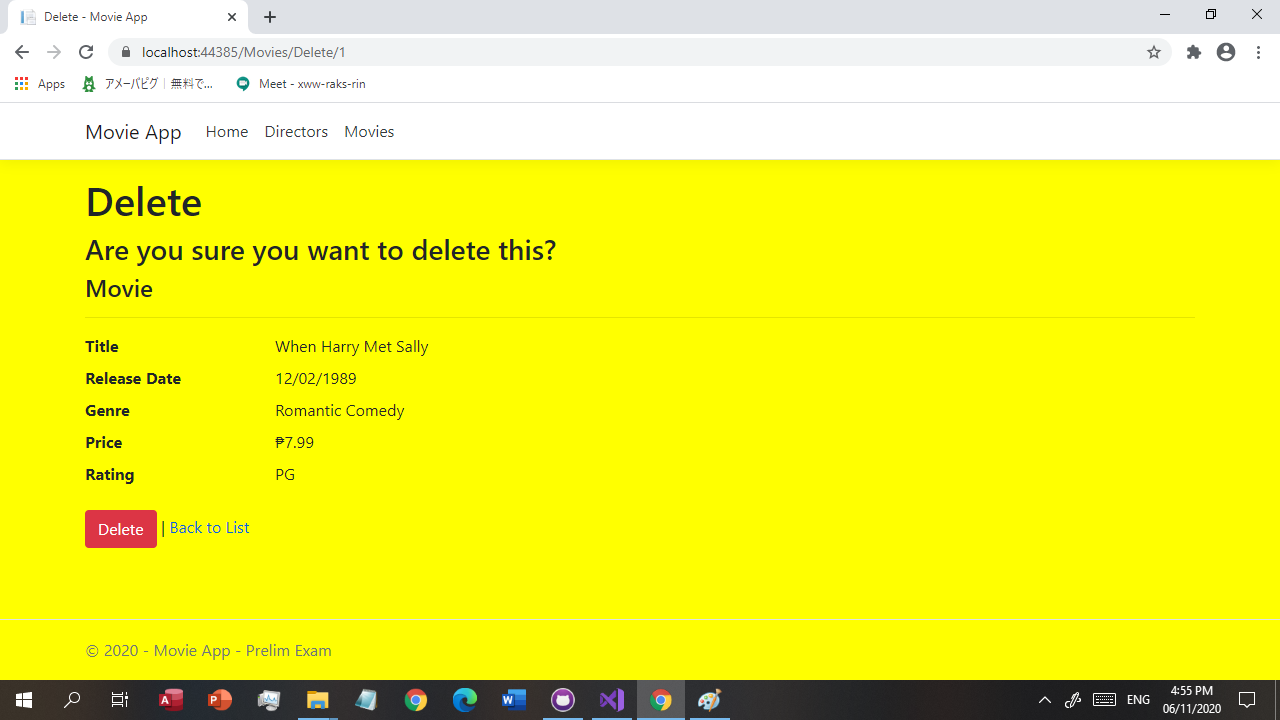 Delete - Movie App
localhost:44385/Movies/Delete/1
Apps アメーバピグ｜無料で... Meet - xww-raks-rin
Movie App Home Directors Movies
Delete
Are you sure you want to delete this?
Movie
Title When Harry Met Sally
Release Date 12/02/1989
Genre Romantic Comedy
Price ₱7.99
Rating PG
Delete | Back to List
© 2020 - Movie App - Prelim Exam
ENG 4:55 PM
06/11/2020